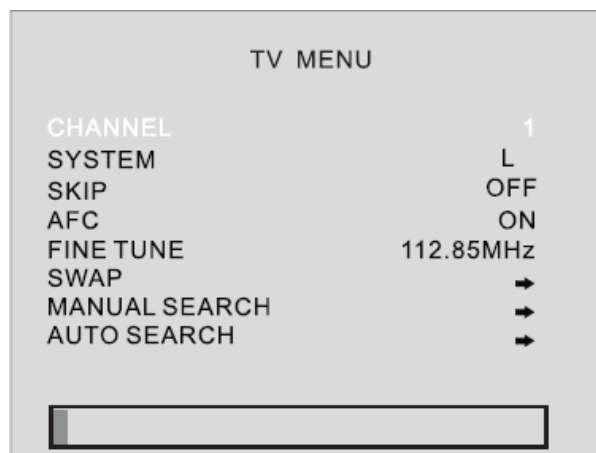 TV MENU
CHANNEL 1
SYSTEM L
SKIP OFF
AFC ON
FINE TUNE 112.85MHz
SWAP ➡
MANUAL SEARCH ➡
AUTO SEARCH ➡